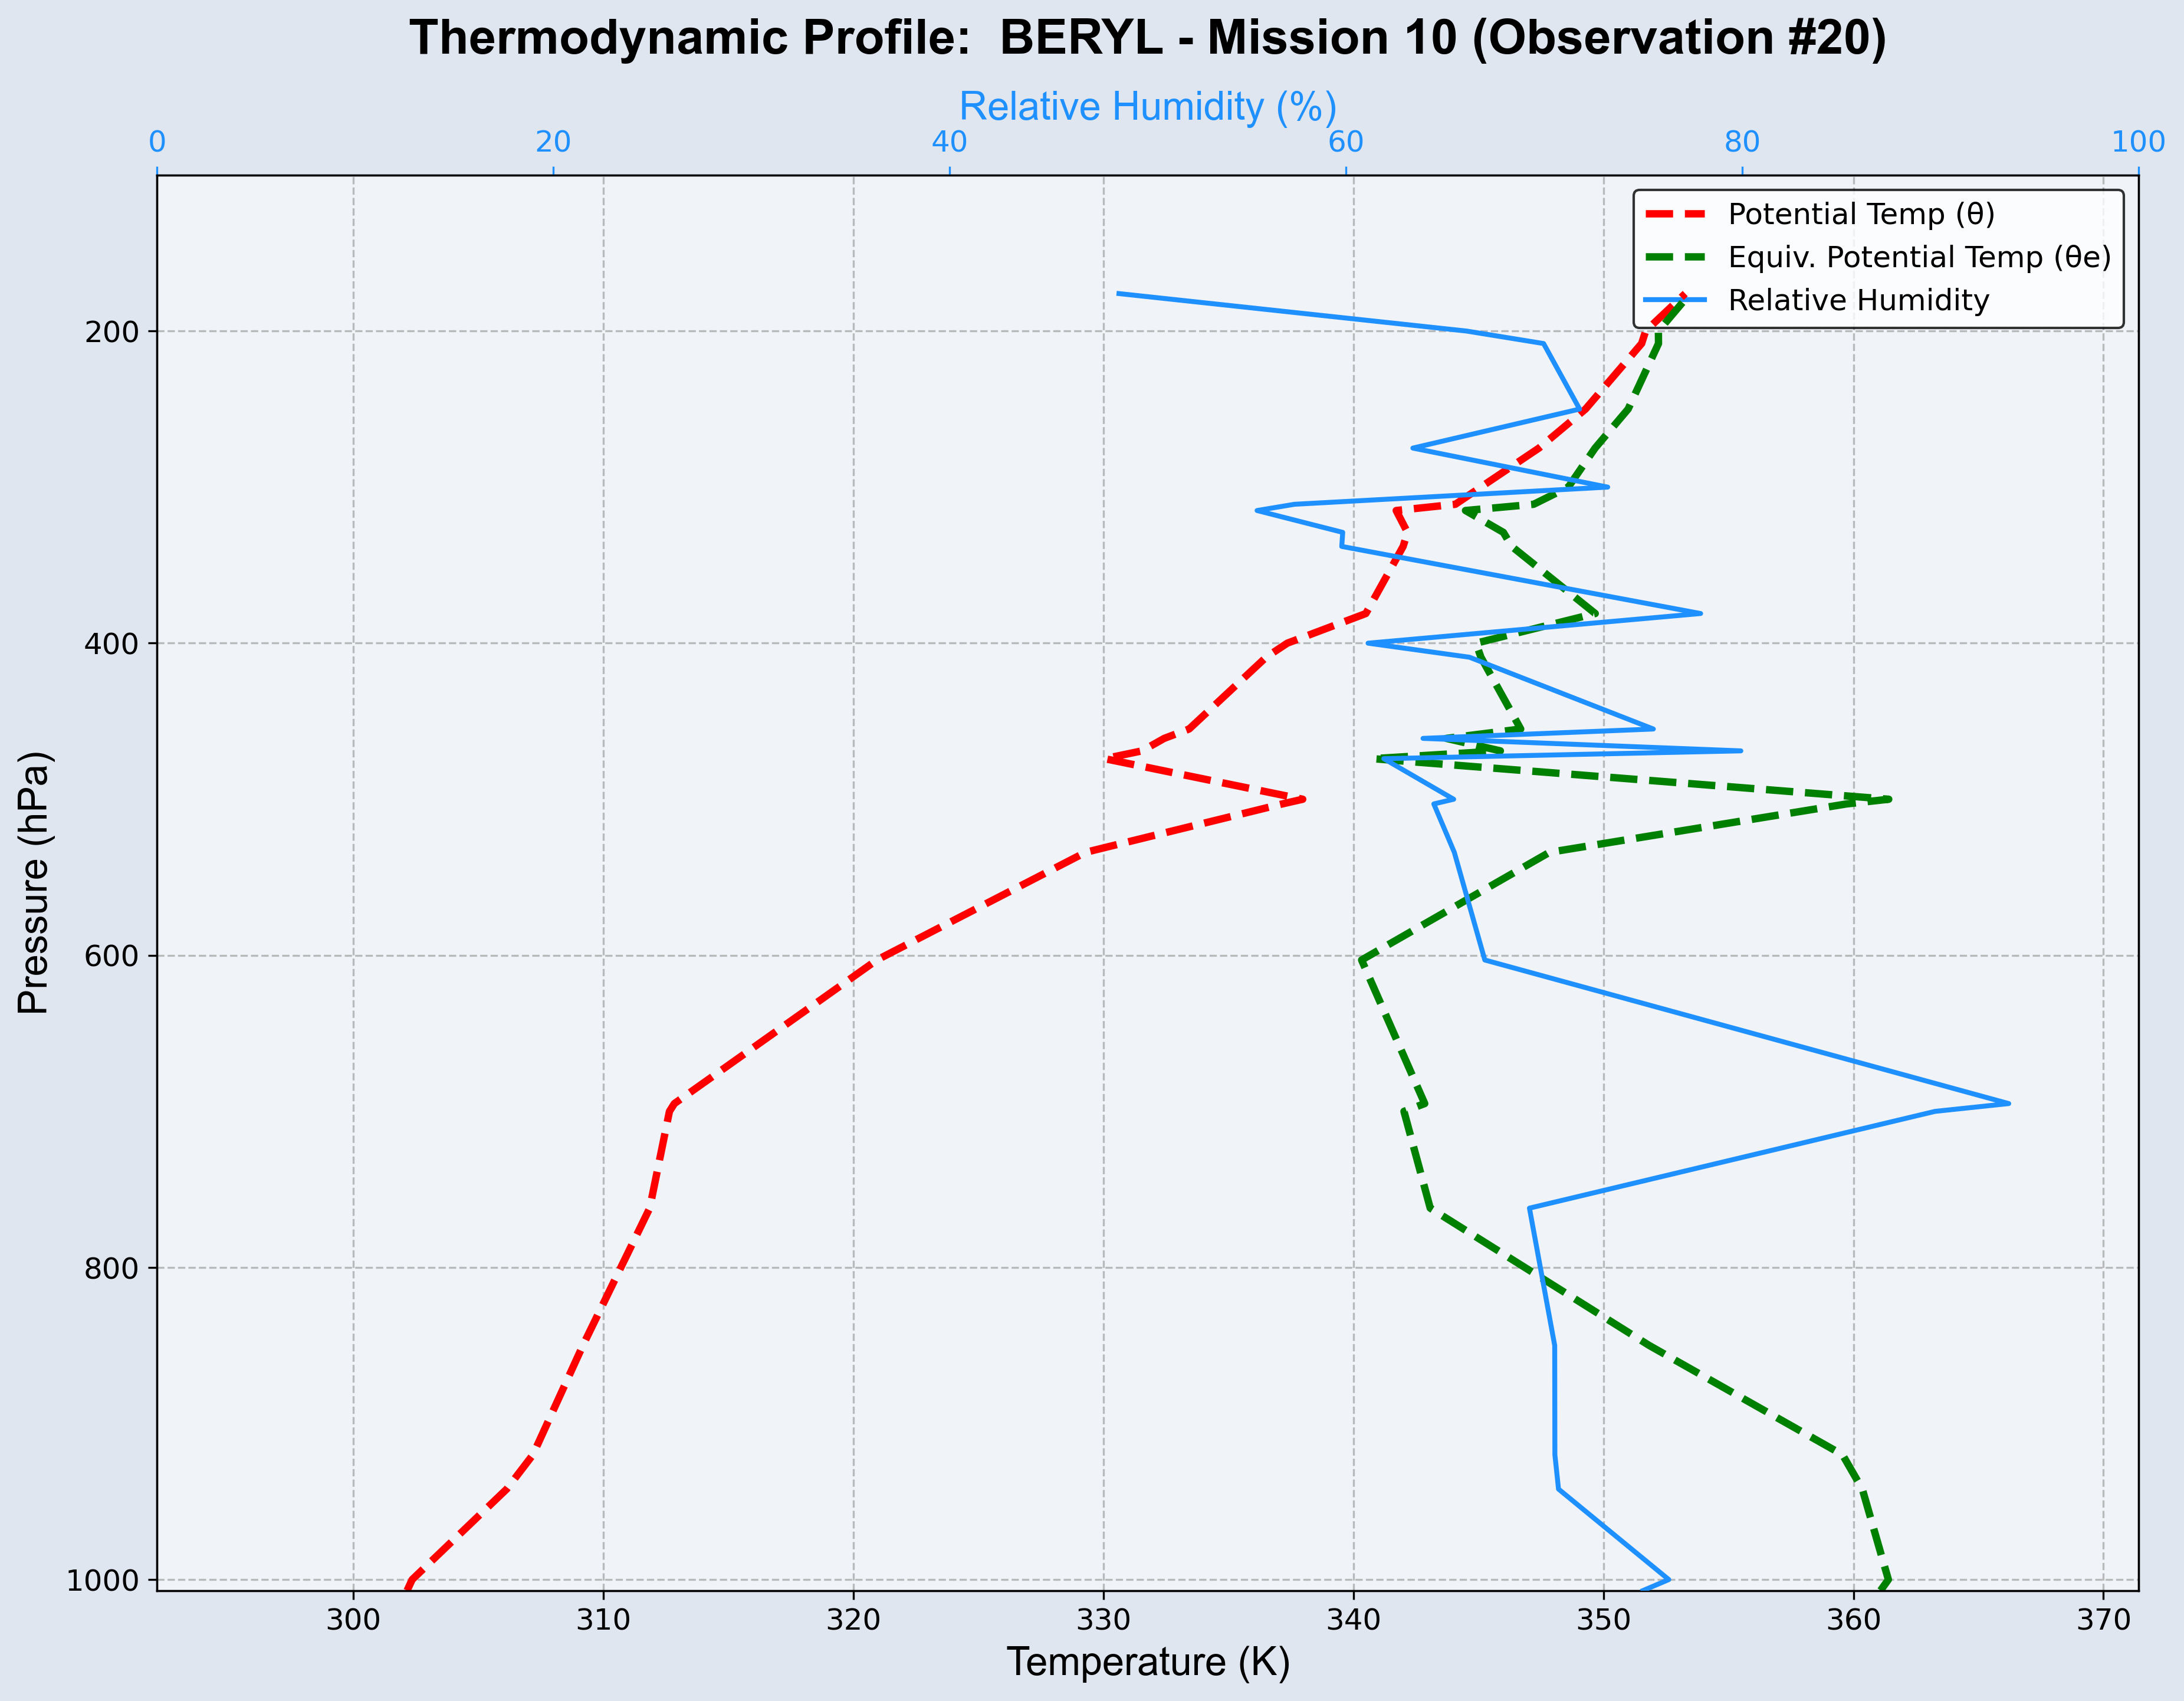 Thermodynamic Profile:  BERYL - Mission 10 (Observation #20)
Relative Humidity (%)
0 20 40 60 80 100
Potential Temp (θ)
Equiv. Potential Temp (θe)
Relative Humidity
200
400
600
800
1000
Pressure (hPa)
300 310 320 330 340 350 360 370
Temperature (K)